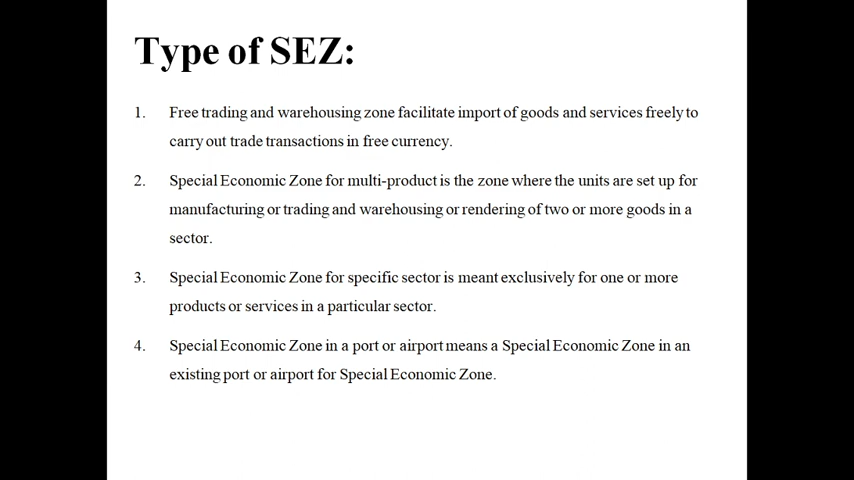 Type of SEZ:
1. Free trading and warehousing zone facilitate import of goods and services freely to
carry out trade transactions in free currency.
2. Special Economic Zone for multi-product is the zone where the units are set up for
manufacturing or trading and warehousing or rendering of two or more goods in a
sector.
3. Special Economic Zone for specific sector is meant exclusively for one or more
products or services in a particular sector.
4. Special Economic Zone in a port or airport means a Special Economic Zone in an
existing port or airport for Special Economic Zone.